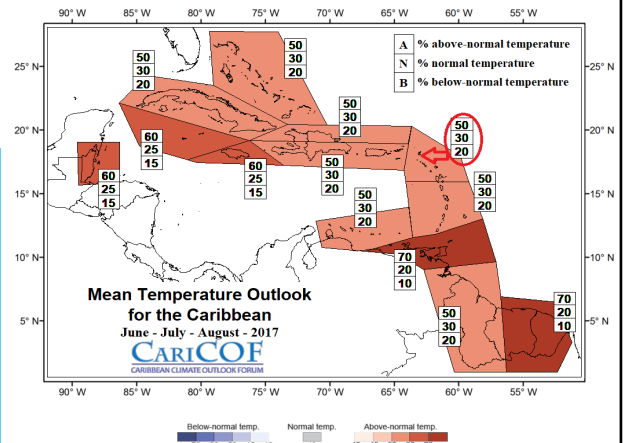 90° W 85° W 80° W 75° W 70° W 65° W 60° W 55° W
A % above-normal temperature
N % normal temperature
B % below-normal temperature
25° N
20° N
15° N
10° N
5° N
25° N
20° N
15° N
10° N
5° N
50
30
20
50
30
20
50
30
20
50
30
20
60
25
15
60
25
15
60
25
15
50
30
20
50
30
20
50
30
20
70
20
10
50
30
20
70
20
10
Mean Temperature Outlook
for the Caribbean
June - July - August - 2017
CARICOF
CARIBBEAN CLIMATE OUTLOOK FORUM
90° W 85° W 80° W 75° W 70° W 65° W 60° W 55° W
Below-normal temp. Normal temp. Above-normal temp.